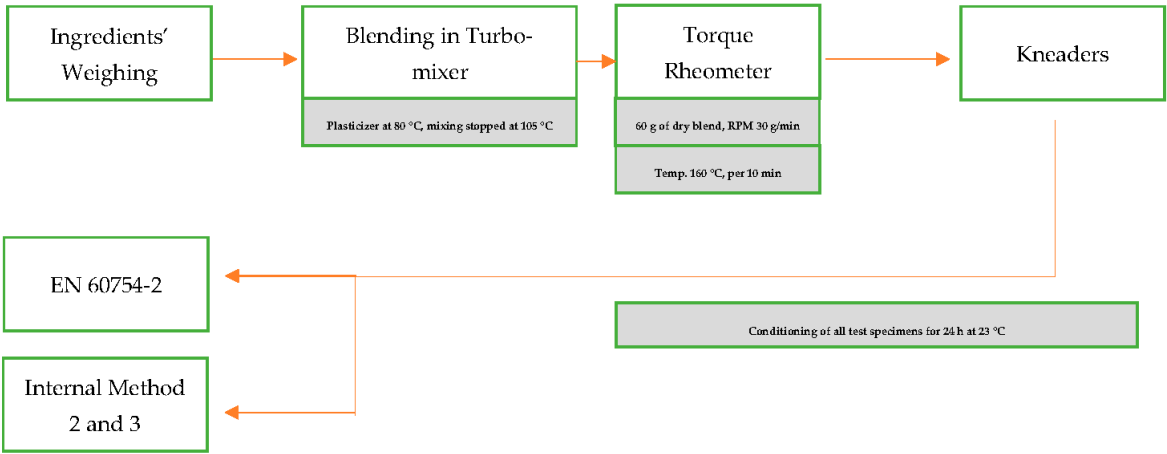 Ingredients’
Weighing
Blending in Turbo-
mixer
Plasticizer at 80 °C, mixing stopped at 105 °C
Torque
Rheometer
60 g of dry blend, RPM 30 g/min
Temp. 160 °C, per 10 min
Kneaders
EN 60754-2
Conditioning of all test specimens for 24 h at 23 °C
Internal Method
2 and 3